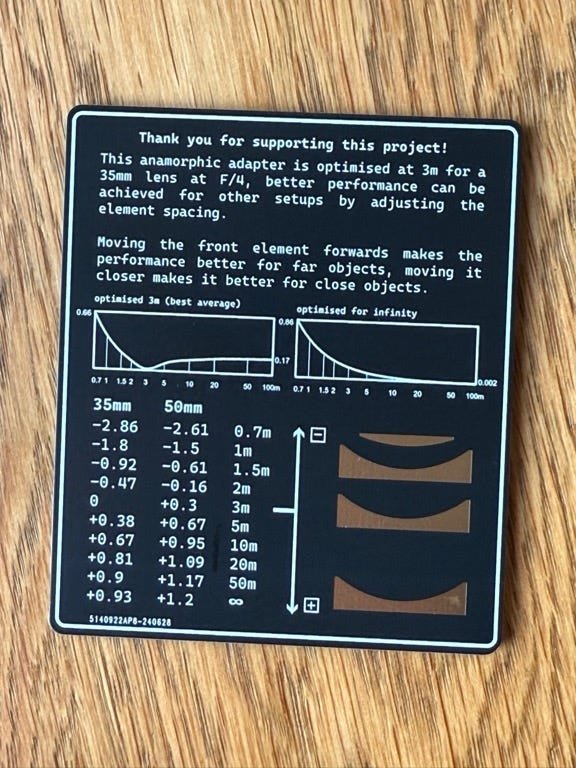 Thank you for supporting this project!
This anamorphic adapter is optimised at 3m for a
35mm lens at F/4, better performance can be
achieved for other setups by adjusting the
element spacing.
Moving the front element forwards makes the
performance better for far objects, moving it
closer makes it better for close objects.
optimised 3m (best average)
0.66
0.17
0.7 1 1.5 2 3 5 10 20 50 100m
optimised for infinity
0.86
0.002
0.7 1 1.5 2 3 5 10 20 50 100m
35mm 50mm
-2.86 -2.61 0.7m
-1.8 -1.5 1m
-0.92 -0.61 1.5m
-0.47 -0.16 2m
0 +0.3 3m
+0.38 +0.67 5m
+0.67 +0.95 10m
+0.81 +1.09 20m
+0.9 +1.17 50m
+0.93 +1.2 ∞
-
+
5140922AP8-240628